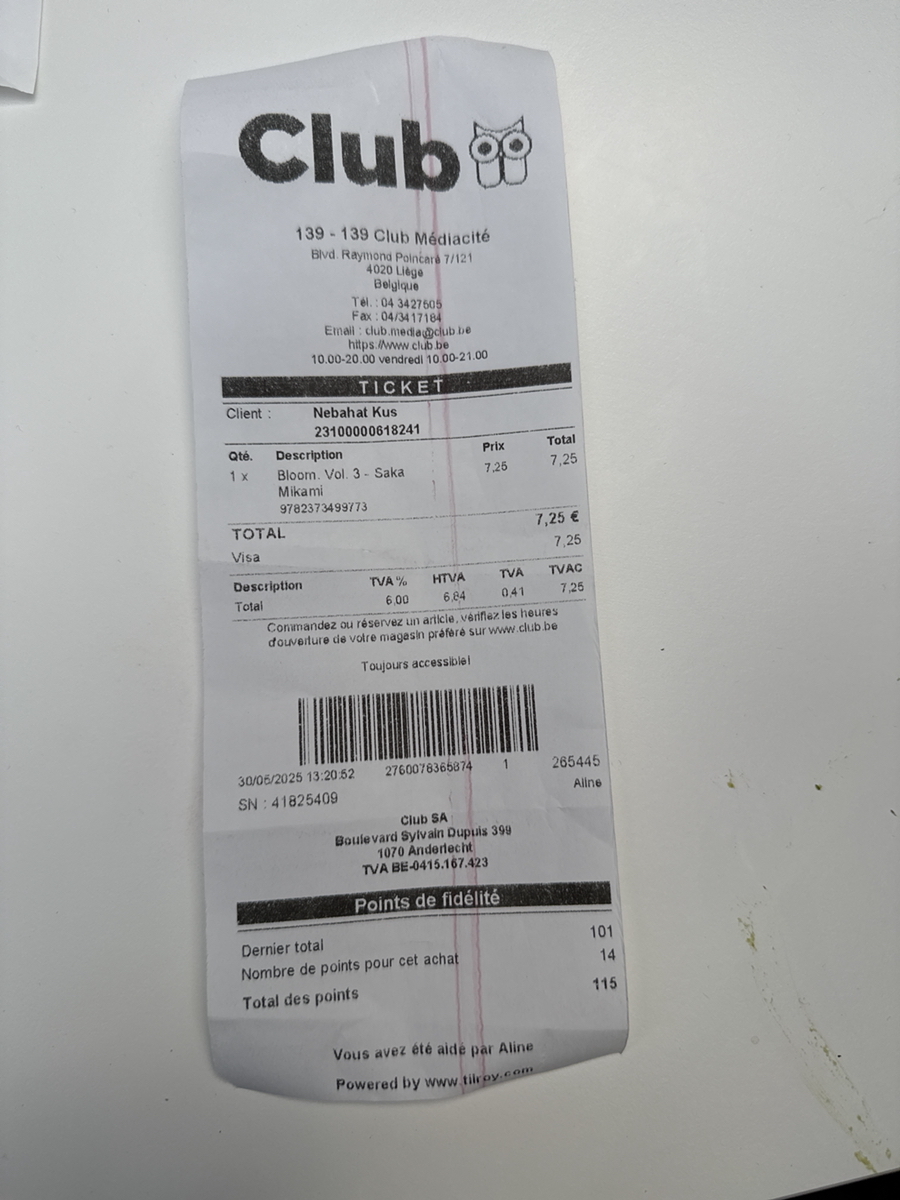 Club
139 - 139 Club Médiacité
Blvd. Raymond Poincaré 7/121
4020 Liège
Belgique
Tél. : 04 3427605
Fax : 04/3417184
Email : club.media@club.be
https://www.club.be
10.00-20.00 vendredi 10.00-21.00
TICKET
Client : Nebahat Kus
23100000618241
Qté. Description Prix Total
1 x Bloom. Vol. 3 - Saka 7,25 7,25
Mikami
9782373499773
TOTAL 7,25 €
Visa 7,25
Description TVA % HTVA TVA TVAC
Total 6,00 6,84 0,41 7,25
Commandez ou réservez un article, vérifiez les heures
d'ouverture de votre magasin préféré sur www.club.be
Toujours accessible!
30/05/2025 13:20:52 2760078365874 1 265445
SN : 41825409 Aline
Club SA
Boulevard Sylvain Dupuis 399
1070 Anderlecht
TVA BE-0415.167.423
Points de fidélité
Dernier total 101
Nombre de points pour cet achat 14
Total des points 115
Vous avez été aidé par Aline
Powered by www.tilroy.com